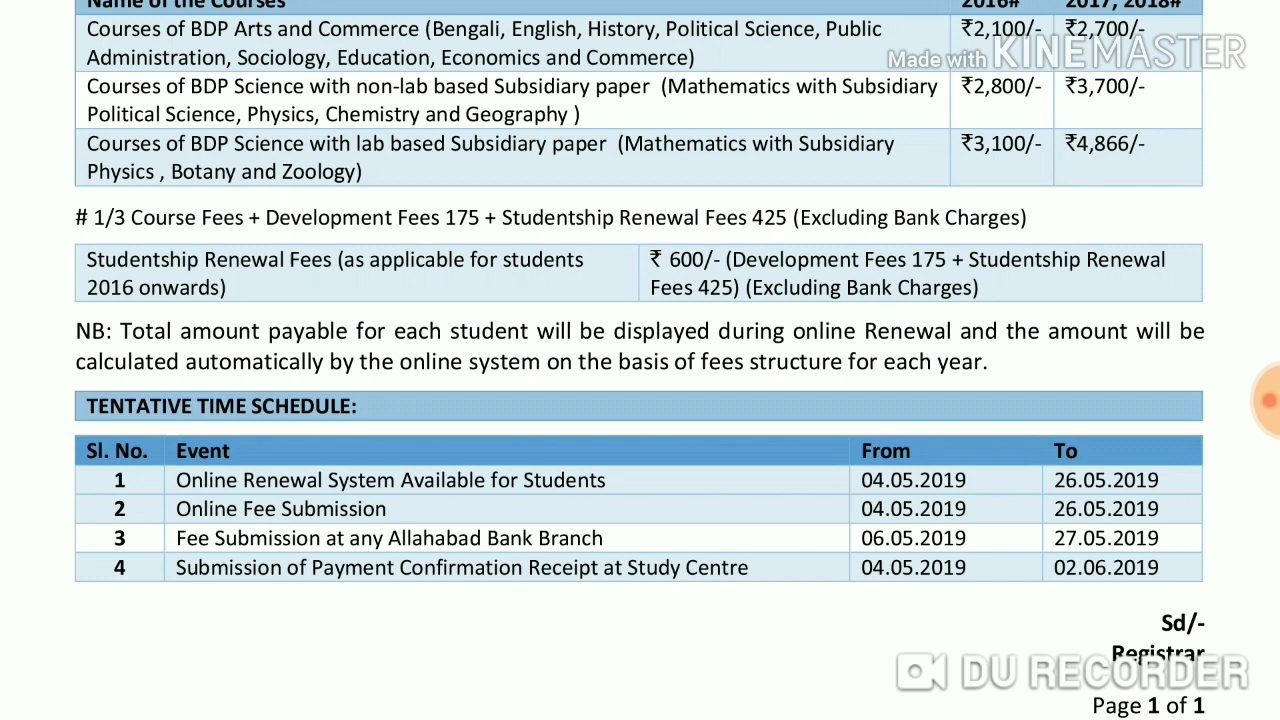 Name of the Courses 2016# 2017, 2018#
Courses of BDP Arts and Commerce (Bengali, English, History, Political Science, Public ₹2,100/- ₹2,700/-
Made with KINEMASTER
Administration, Sociology, Education, Economics and Commerce)
Courses of BDP Science with non-lab based Subsidiary paper (Mathematics with Subsidiary ₹2,800/- ₹3,700/-
Political Science, Physics, Chemistry and Geography )
Courses of BDP Science with lab based Subsidiary paper (Mathematics with Subsidiary ₹3,100/- ₹4,866/-
Physics , Botany and Zoology)
# 1/3 Course Fees + Development Fees 175 + Studentship Renewal Fees 425 (Excluding Bank Charges)
Studentship Renewal Fees (as applicable for students ₹ 600/- (Development Fees 175 + Studentship Renewal
2016 onwards) Fees 425) (Excluding Bank Charges)
NB: Total amount payable for each student will be displayed during online Renewal and the amount will be
calculated automatically by the online system on the basis of fees structure for each year.
TENTATIVE TIME SCHEDULE:
Sl. No. Event From To
1 Online Renewal System Available for Students 04.05.2019 26.05.2019
2 Online Fee Submission 04.05.2019 26.05.2019
3 Fee Submission at any Allahabad Bank Branch 06.05.2019 27.05.2019
4 Submission of Payment Confirmation Receipt at Study Centre 04.05.2019 02.06.2019
Sd/-
Registrar
DU RECORDER
Page 1 of 1